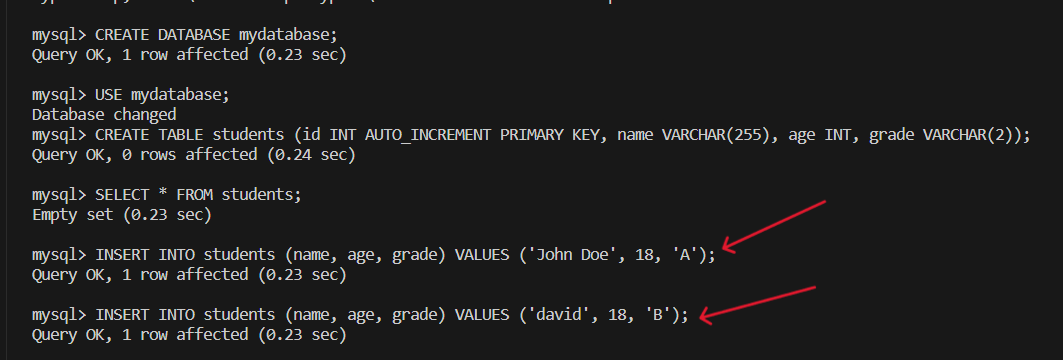 mysql> CREATE DATABASE mydatabase;
Query OK, 1 row affected (0.23 sec)
mysql> USE mydatabase;
Database changed
mysql> CREATE TABLE students (id INT AUTO_INCREMENT PRIMARY KEY, name VARCHAR(255), age INT, grade VARCHAR(2));
Query OK, 0 rows affected (0.24 sec)
mysql> SELECT * FROM students;
Empty set (0.23 sec)
mysql> INSERT INTO students (name, age, grade) VALUES ('John Doe', 18, 'A');
Query OK, 1 row affected (0.23 sec)
mysql> INSERT INTO students (name, age, grade) VALUES ('david', 18, 'B');
Query OK, 1 row affected (0.23 sec)